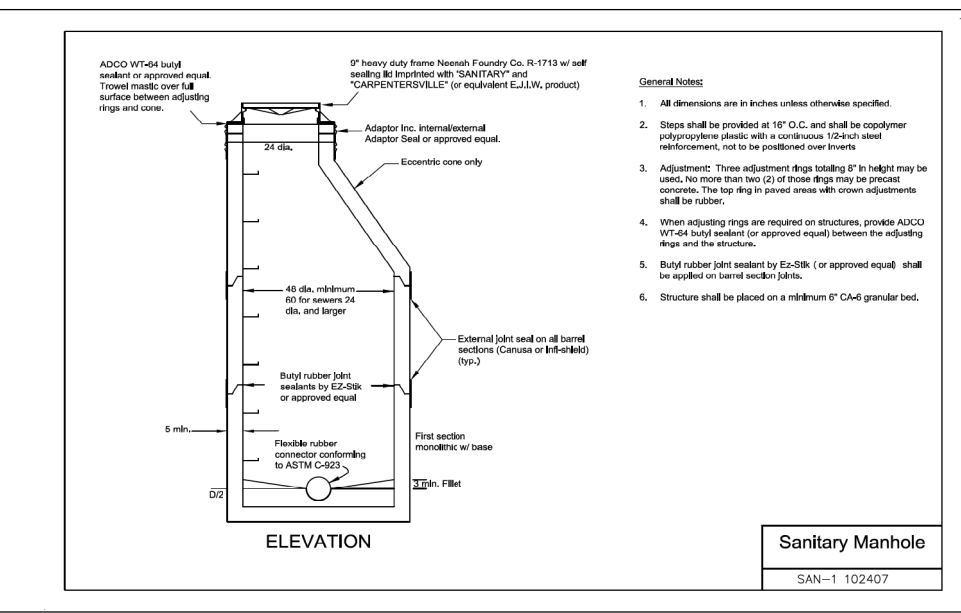 ADCO WT-64 butyl
sealant or approved equal.
Trowel mastic over full
surface between adjusting
rings and cone.
9" heavy duty frame Neenah Foundry Co. R-1713 w/ self
sealing lid imprinted with "SANITARY" and
"CARPENTERSVILLE" (or equivalent E.J.I.W. product)
Adaptor Inc. internal/external
Adaptor Seal or approved equal.
24 dia.
Eccentric cone only
48 dia. minimum
60 for sewers 24
dia. and larger
External joint seal on all barrel
sections (Canusa or Infi-shield)
(typ.)
Butyl rubber joint
sealants by EZ-Stik
or approved equal
5 min.
Flexible rubber
connector conforming
to ASTM C-923
First section
monolithic w/ base
D/2
3 min. Fillet
ELEVATION
General Notes:
1. All dimensions are in inches unless otherwise specified.
2. Steps shall be provided at 16" O.C. and shall be copolymer
polypropylene plastic with a continuous 1/2-inch steel
reinforcement, not to be positioned over inverts
3. Adjustment: Three adjustment rings totaling 8" in height may be
used. No more than two (2) of those rings may be precast
concrete. The top ring in paved areas with crown adjustments
shall be rubber.
4. When adjusting rings are required on structures, provide ADCO
WT-64 butyl sealant (or approved equal) between the adjusting
rings and the structure.
5. Butyl rubber joint sealant by Ez-Stik ( or approved equal) shall
be applied on barrel section joints.
6. Structure shall be placed on a minimum 6" CA-6 granular bed.
Sanitary Manhole
SAN-1 102407